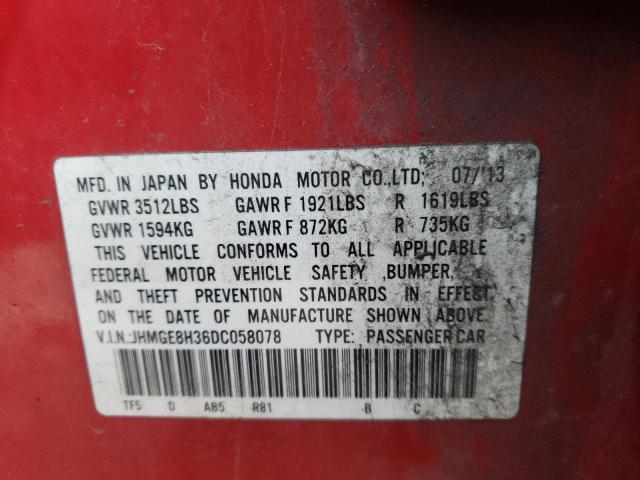 MFD. IN JAPAN BY HONDA MOTOR CO.,LTD; 07/13
GVWR 3512LBS GAWR F 1921LBS R 1619LBS
GVWR 1594KG GAWR F 872KG R 735KG
THIS VEHICLE CONFORMS TO ALL APPLICABLE
FEDERAL MOTOR VEHICLE SAFETY ,BUMPER,
AND THEFT PREVENTION STANDARDS IN EFFECT
ON THE DATE OF MANUFACTURE SHOWN ABOVE.
V.I.N.:JHMGE8H36DC058078 TYPE: PASSENGER CAR
TF5 D AB5 -R81 -B C